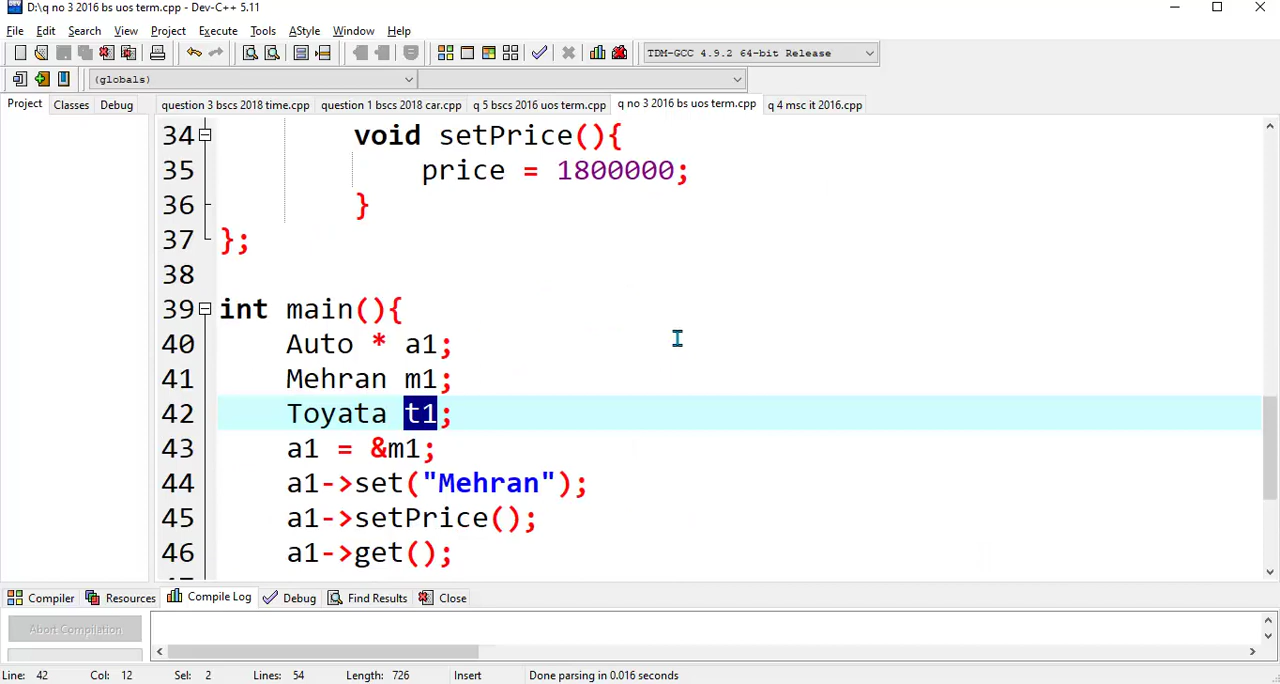 D:\q no 3 2016 bs uos term.cpp - Dev-C++ 5.11
File Edit Search View Project Execute Tools AStyle Window Help
TDM-GCC 4.9.2 64-bit Release
(globals)
Project Classes Debug question 3 bscs 2018 time.cpp question 1 bscs 2018 car.cpp q 5 bscs 2016 uos term.cpp q no 3 2016 bs uos term.cpp q 4 msc it 2016.cpp
34 void setPrice(){
35 price = 1800000;
36 }
37 };
38
39 int main(){
40 Auto * a1;
41 Mehran m1;
42 Toyata t1;
43 a1 = &m1;
44 a1->set("Mehran");
45 a1->setPrice();
46 a1->get();
Compiler Resources Compile Log Debug Find Results Close
Abort Compilation
Line: 42 Col: 12 Sel: 2 Lines: 54 Length: 726 Insert Done parsing in 0.016 seconds